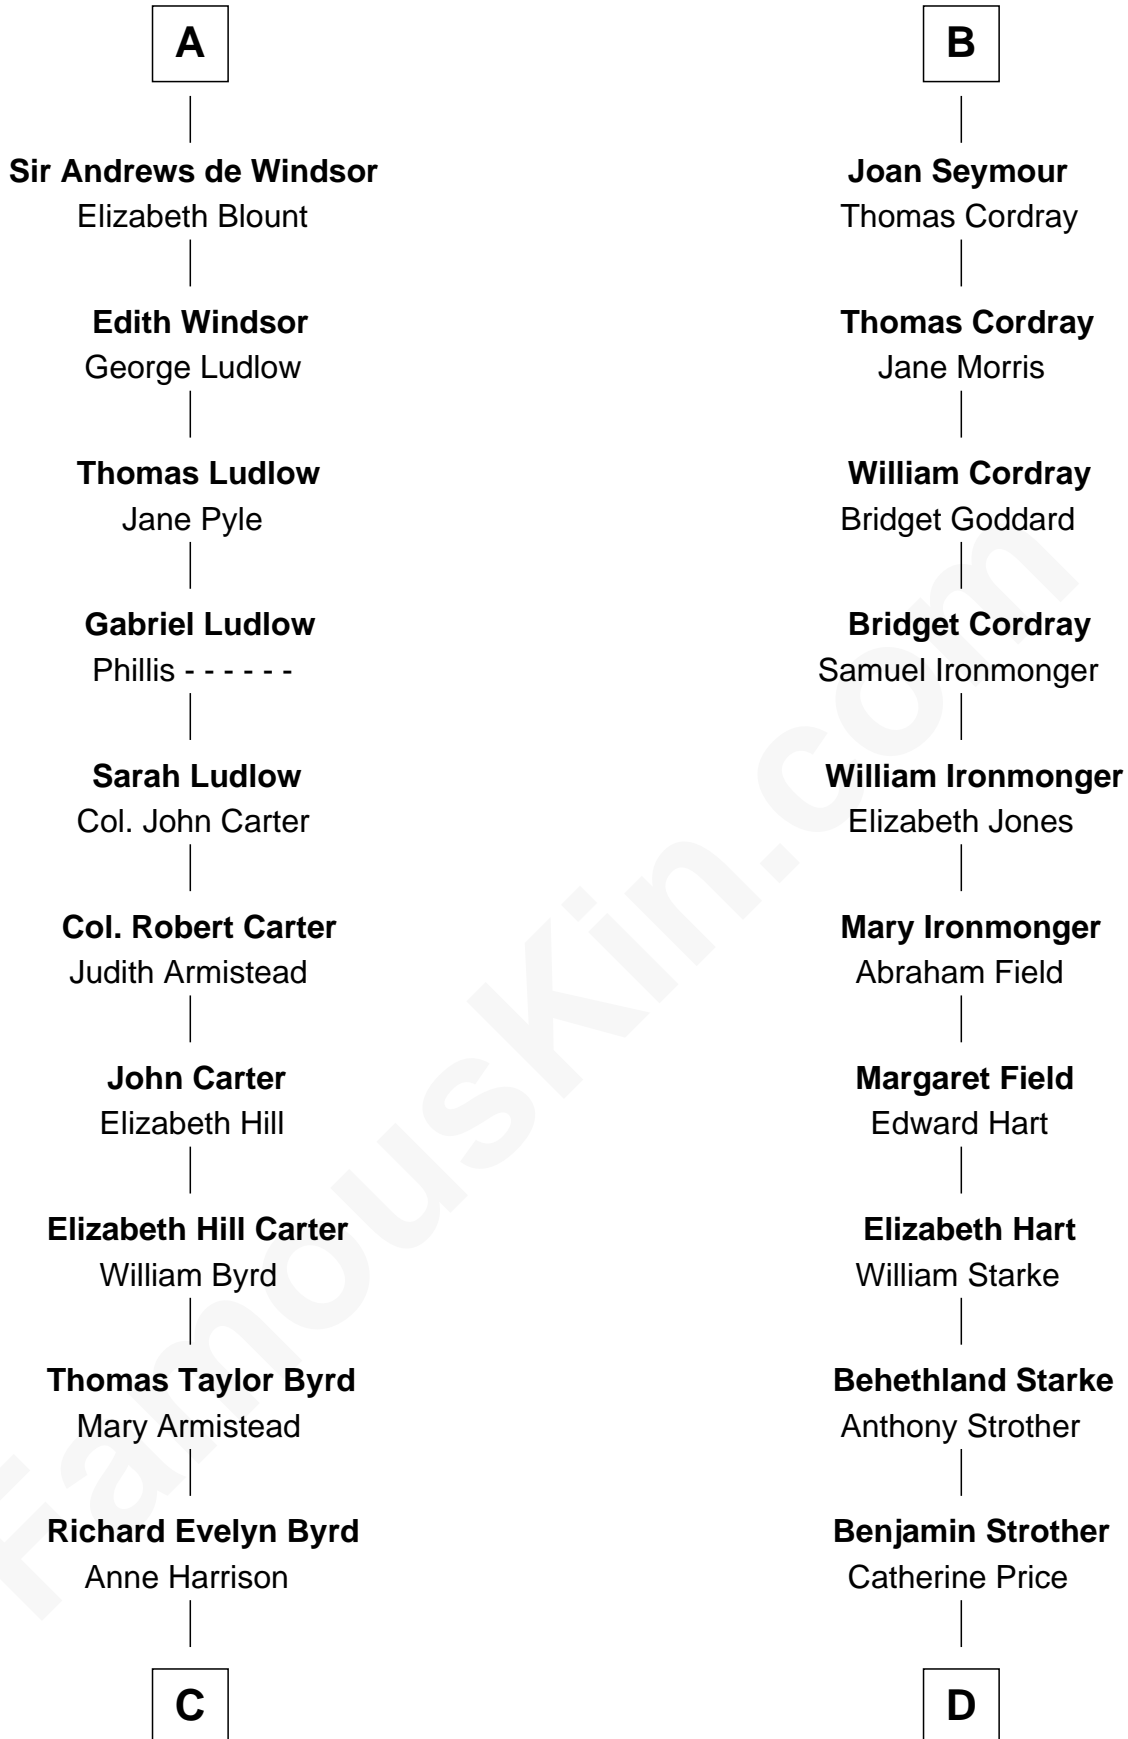 A
Sir Andrews de Windsor
Elizabeth Blount
Edith Windsor
George Ludlow
Thomas Ludlow
Jane Pyle
Gabriel Ludlow
Phillis - - - - - -
Sarah Ludlow
Col. John Carter
Col. Robert Carter
Judith Armistead
John Carter
Elizabeth Hill
Elizabeth Hill Carter
William Byrd
Thomas Taylor Byrd
Mary Armistead
Richard Evelyn Byrd
Anne Harrison
C
B
Joan Seymour
Thomas Cordray
Thomas Cordray
Jane Morris
William Cordray
Bridget Goddard
Bridget Cordray
Samuel Ironmonger
William Ironmonger
Elizabeth Jones
Mary Ironmonger
Abraham Field
Margaret Field
Edward Hart
Elizabeth Hart
William Starke
Behethland Starke
Anthony Strother
Benjamin Strother
Catherine Price
D
FamousKin.com